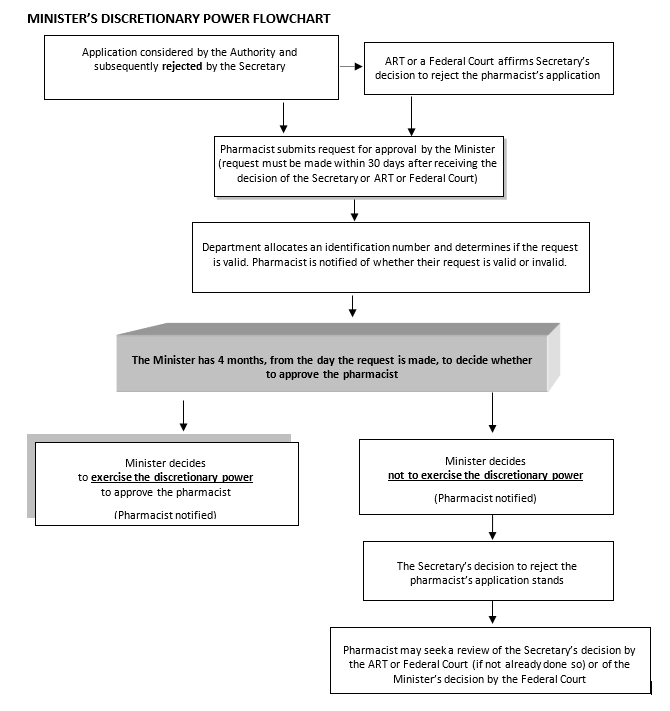 MINISTER'S DISCRETIONARY POWER FLOWCHART
Application considered by the Authority and
subsequently rejected by the Secretary
ART or a Federal Court affirms Secretary's
decision to reject the pharmacist's application
Pharmacist submits request for approval by the Minister
(request must be made within 30 days after receiving the
decision of the Secretary or ART or Federal Court)
Department allocates an identification number and determines if the request
is valid. Pharmacist is notified of whether their request is valid or invalid.
The Minister has 4 months, from the day the request is made, to decide whether
to approve the pharmacist
Minister decides
to exercise the discretionary power
to approve the pharmacist
(Pharmacist notified)
Minister decides
not to exercise the discretionary power
(Pharmacist notified)
The Secretary's decision to reject the
pharmacist's application stands
Pharmacist may seek a review of the Secretary's decision by
the ART or Federal Court (if not already done so) or of the
Minister's decision by the Federal Court